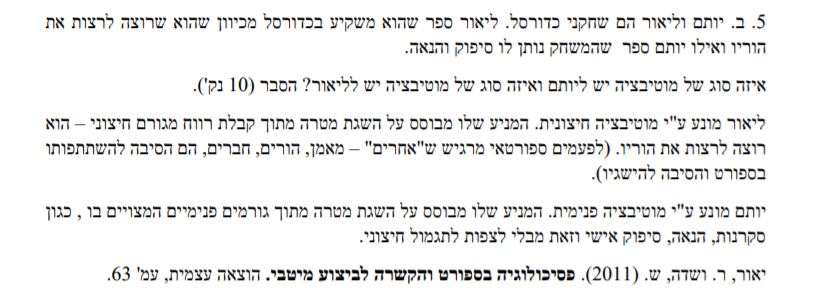 5. ב. יותם וליאור הם שחקני כדורסל. ליאור ספר שהוא משקיע בכדורסל מכיוון שהוא שרוצה לרצות את
הוריו ואילו יותם ספר שהמשחק נותן לו סיפוק והנאה.
איזה סוג של מוטיבציה יש ליותם ואיזה סוג של מוטיבציה יש לליאור? הסבר (10 נק').
ליאור מונע ע"י מוטיבציה חיצונית. המניע שלו מבוסס על השגת מטרה מתוך קבלת רווח מגורם חיצוני – הוא
רוצה לרצות את הוריו. (לפעמים ספורטאי מרגיש ש"אחרים" – מאמן, הורים, חברים, הם הסיבה להשתתפותו
בספורט והסיבה להישגיו).
יותם מונע ע"י מוטיבציה פנימית. המניע שלו מבוסס על השגת מטרה מתוך גורמים פנימיים המצויים בו , כגון
סקרנות, הנאה, סיפוק אישי וזאת מבלי לצפות לתגמול חיצוני.
יאור, ר. ושדה, ש. (2011). פסיכולוגיה בספורט והקשרה לביצוע מיטבי. הוצאה עצמית, עמ' 63.